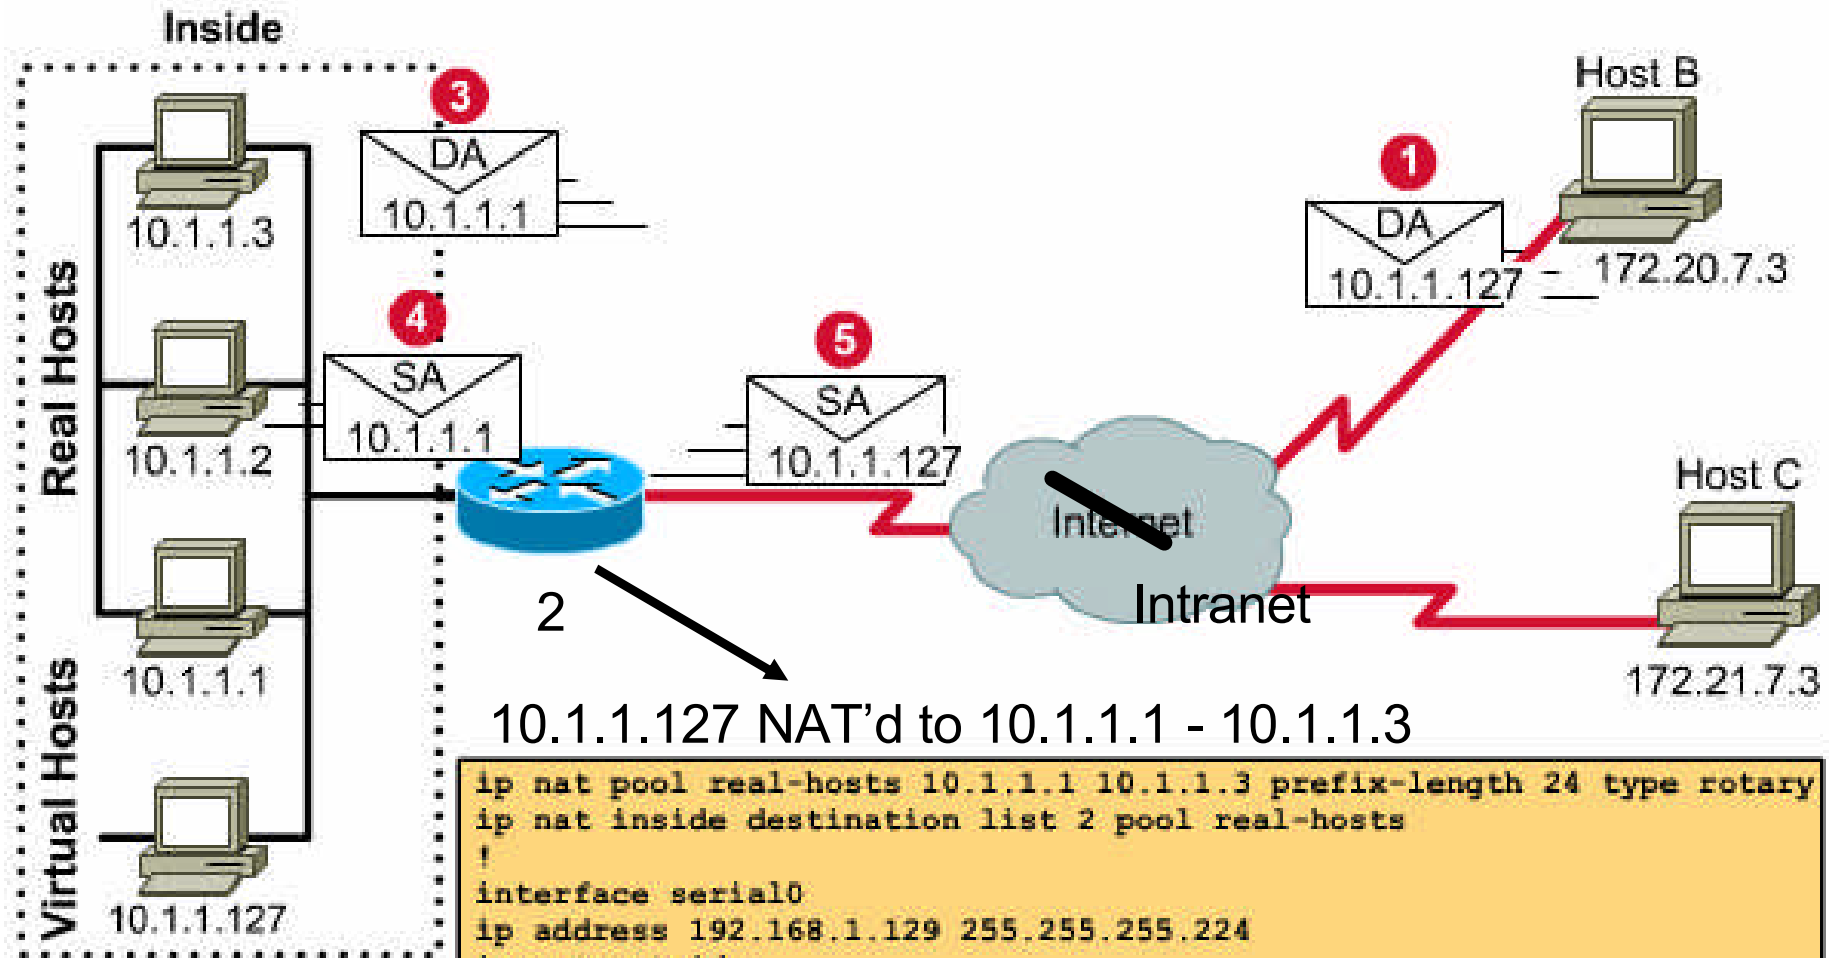 Inside
3
DA
10.1.1.1
10.1.1.3
Real Hosts
4
SA
10.1.1.1
10.1.1.2
10.1.1.1
Virtual Hosts
10.1.1.127
5
SA
10.1.1.127
2
Internet
Intranet
1
DA
10.1.1.127
Host B
172.20.7.3
Host C
172.21.7.3
10.1.1.127 NAT'd to 10.1.1.1 - 10.1.1.3
ip nat pool real-hosts 10.1.1.1 10.1.1.3 prefix-length 24 type rotary
ip nat inside destination list 2 pool real-hosts
!
interface serial0
ip address 192.168.1.129 255.255.255.224